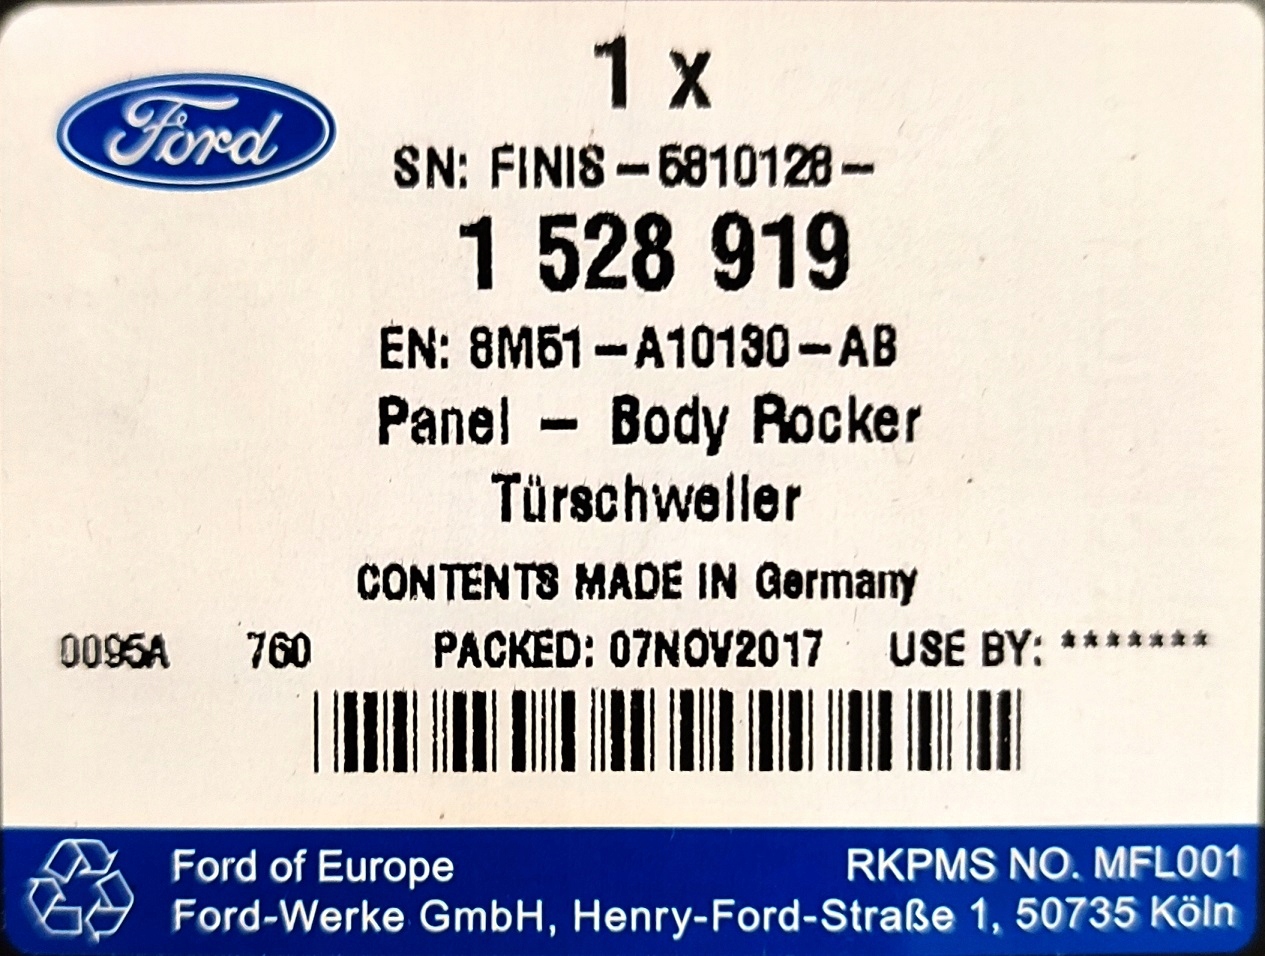 1 x
Ford
SN: FINIS-6810128-
1 528 919
EN: 8M51-A10130-AB
Panel - Body Rocker
Türschweller
CONTENTS MADE IN Germany
0095A 760 PACKED: 07NOV2017 USE BY: *******
Ford of Europe RKPMS NO. MFL001
Ford-Werke GmbH, Henry-Ford-Straße 1, 50735 Köln